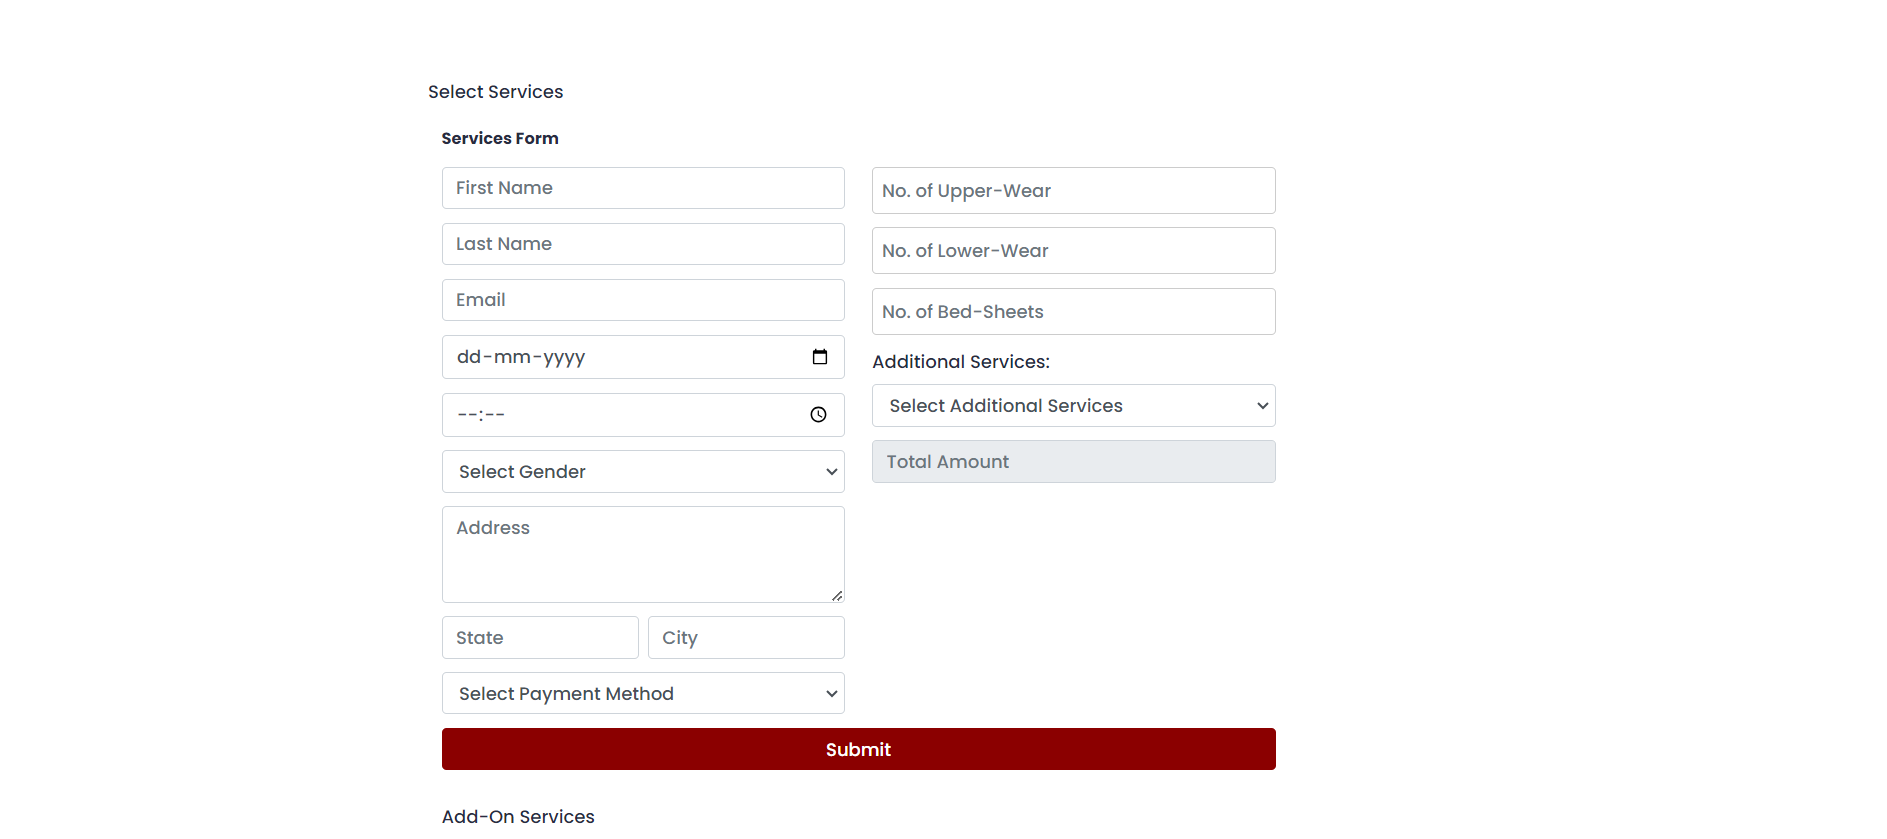 Select Services
Services Form
First Name
Last Name
Email
dd-mm-yyyy
--:--
Select Gender
Address
State City
Select Payment Method
No. of Upper-Wear
No. of Lower-Wear
No. of Bed-Sheets
Additional Services:
Select Additional Services
Total Amount
Submit
Add-On Services